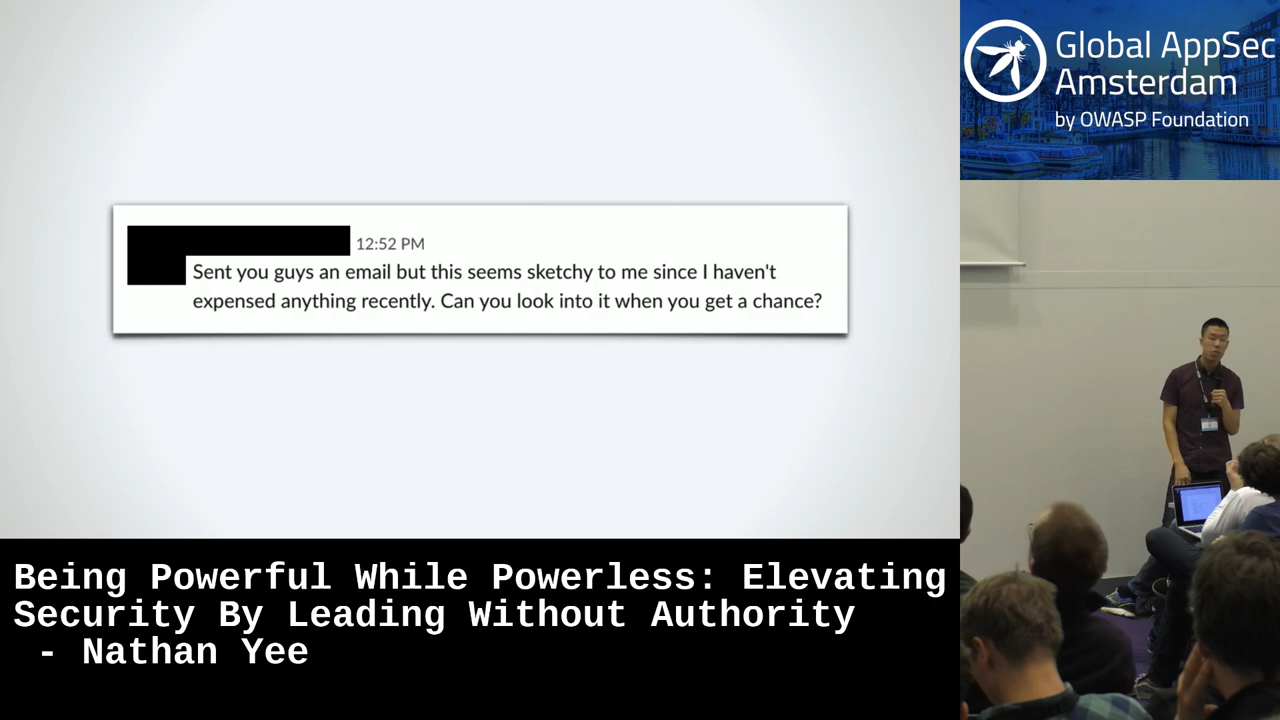 12:52 PM
Sent you guys an email but this seems sketchy to me since I haven't
expensed anything recently. Can you look into it when you get a chance?
Global AppSec
Amsterdam
by OWASP Foundation
Being Powerful While Powerless: Elevating
Security By Leading Without Authority
- Nathan Yee